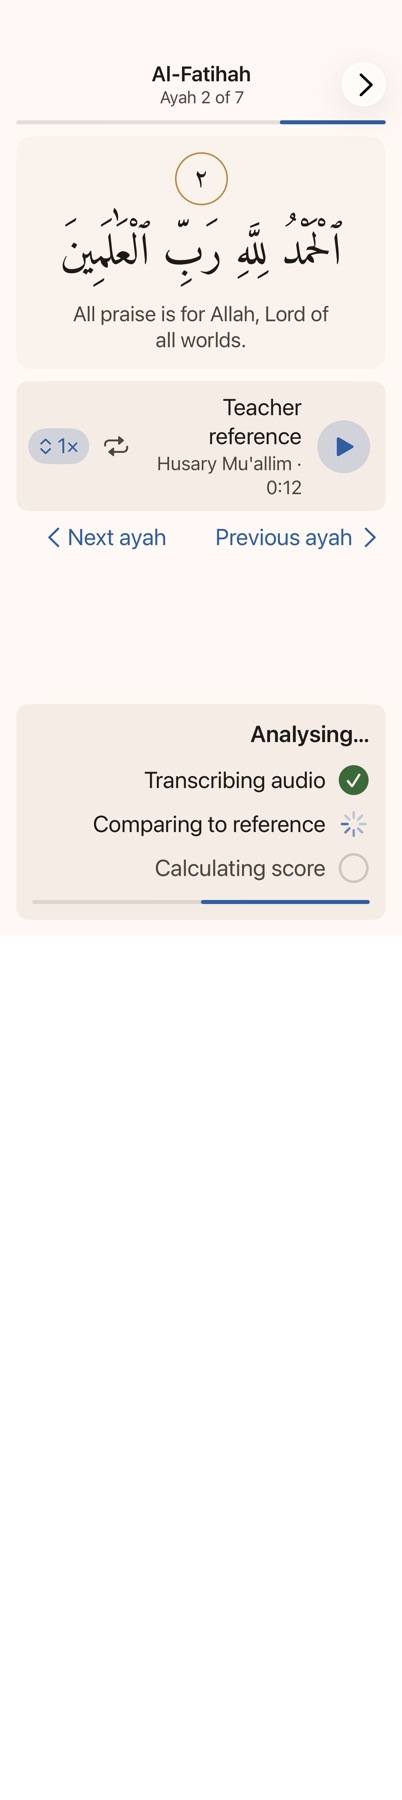 Al-Fatihah
Ayah 2 of 7
٢
ٱلْحَمْدُ لِلَّهِ رَبِّ ٱلْعَٰلَمِينَ
All praise is for Allah, Lord of
all worlds.
Teacher
reference
Husary Mu'allim ·
0:12
1×
Previous ayah
Next ayah
Analysing...
Transcribing audio
Comparing to reference
Calculating score